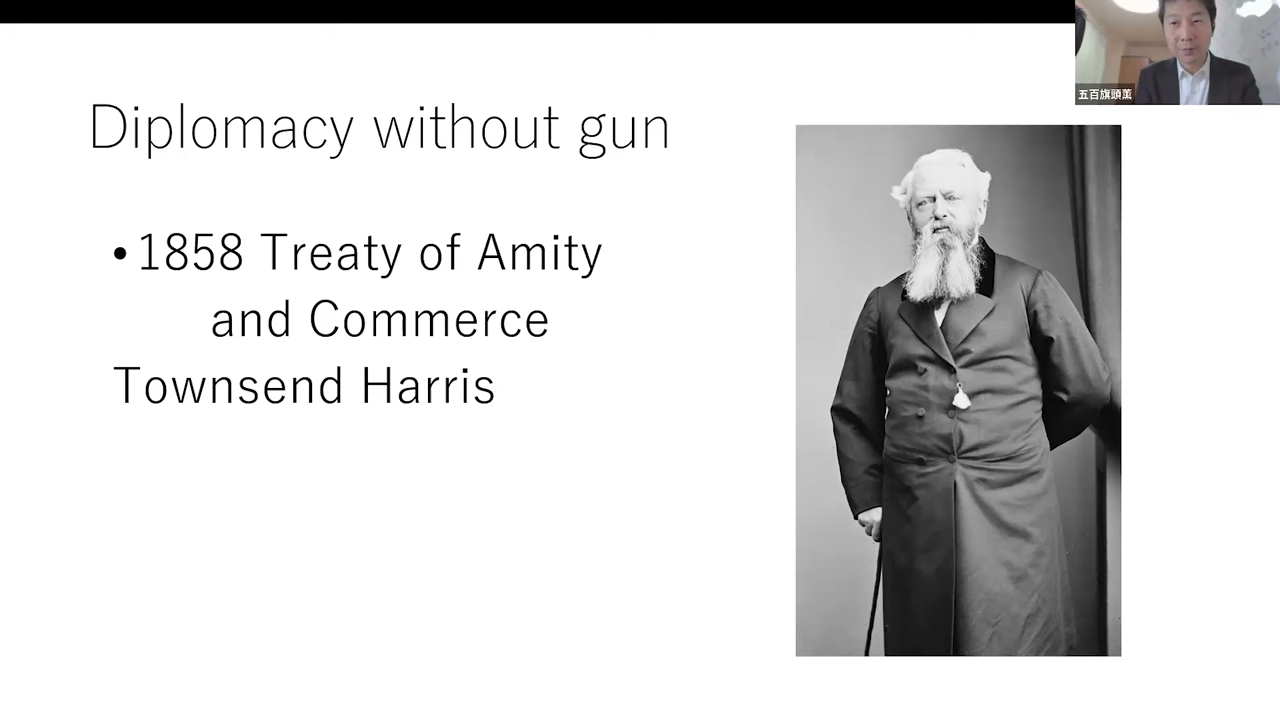 五百旗頭薫
Diplomacy without gun
•1858 Treaty of Amity
and Commerce
Townsend Harris